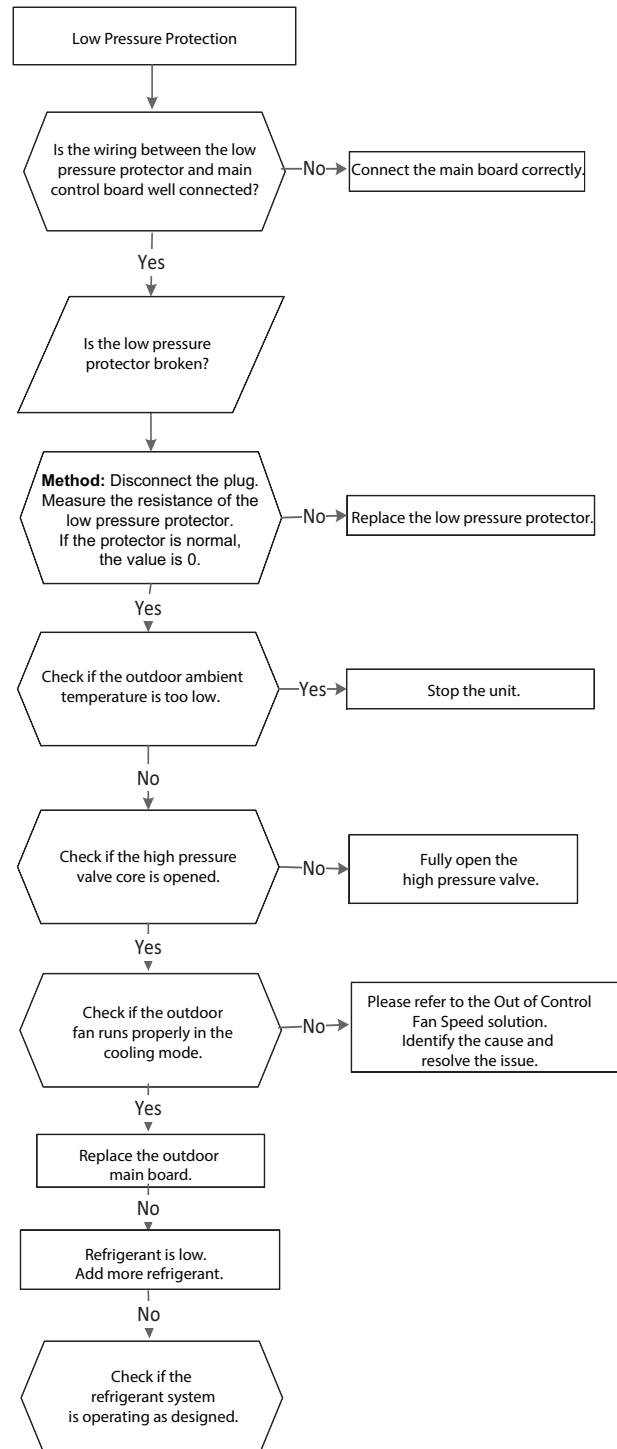 Low Pressure Protection
Is the wiring between the low
pressure protector and main
control board well connected?
No
Connect the main board correctly.
Yes
Is the low pressure
protector broken?
Method: Disconnect the plug.
Measure the resistance of the
low pressure protector.
If the protector is normal,
the value is 0.
No
Replace the low pressure protector.
Yes
Check if the outdoor ambient
temperature is too low.
Yes
Stop the unit.
No
Check if the high pressure
valve core is opened.
No
Fully open the
high pressure valve.
Yes
Check if the outdoor
fan runs properly in the
cooling mode.
No
Please refer to the Out of Control
Fan Speed solution.
Identify the cause and
resolve the issue.
Yes
Replace the outdoor
main board.
No
Refrigerant is low.
Add more refrigerant.
No
Check if the
refrigerant system
is operating as designed.